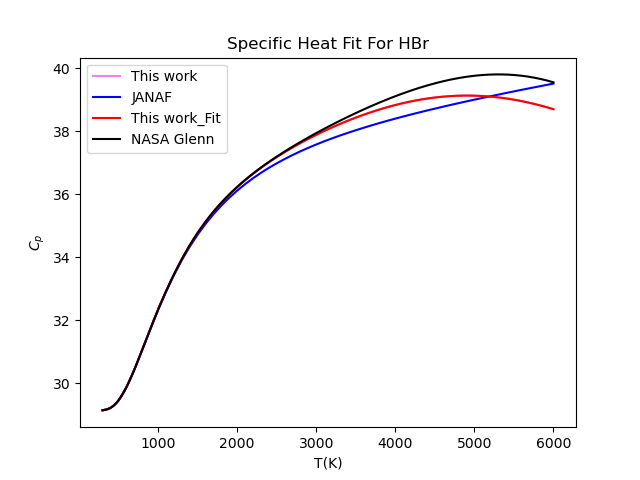 Specific Heat Fit For HBr
This work
JANAF
This work_Fit
NASA Glenn
40
38
36
34
32
30
C_p
1000 2000 3000 4000 5000 6000
T(K)